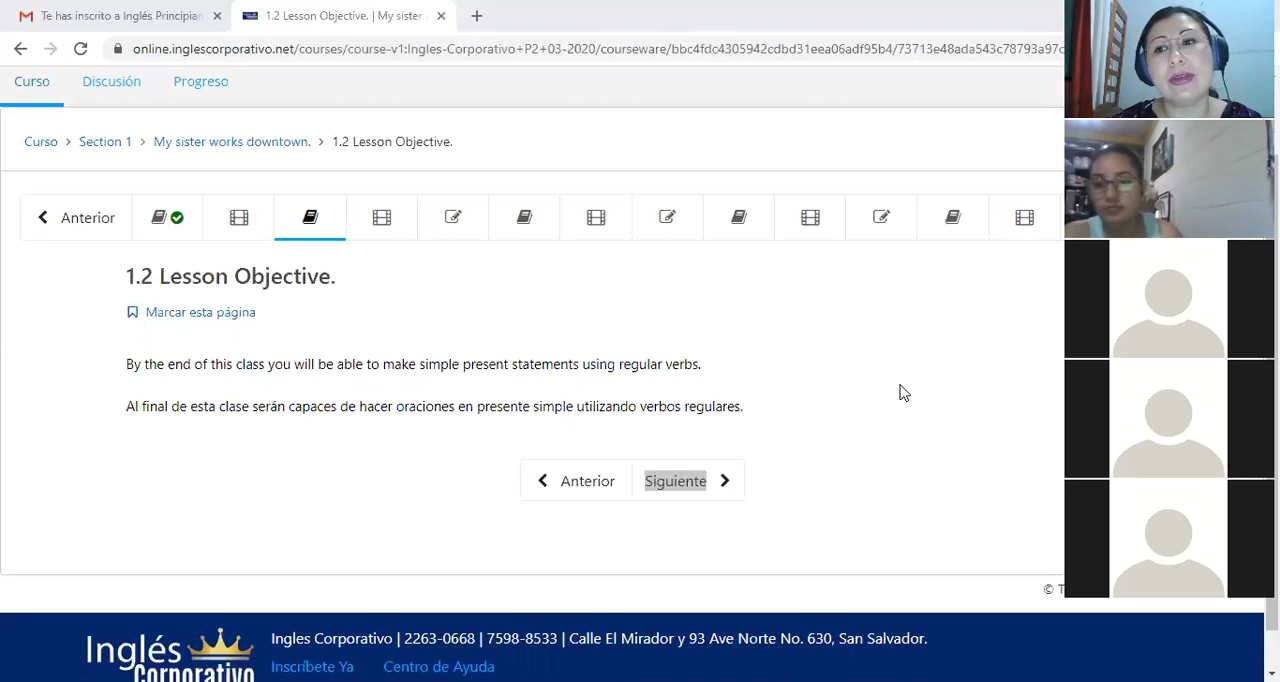 Te has inscrito a Inglés Principian
1.2 Lesson Objective. | My sister
online.inglescorporativo.net/courses/course-v1:Ingles-Corporativo+P2+03-2020/courseware/bbc4fdc4305942cdbd31eea06adf95b4/73713e48ada543c78793a97c
Curso Discusión Progreso
Curso > Section 1 > My sister works downtown. > 1.2 Lesson Objective.
Anterior
1.2 Lesson Objective.
Marcar esta página
By the end of this class you will be able to make simple present statements using regular verbs.
Al final de esta clase serán capaces de hacer oraciones en presente simple utilizando verbos regulares.
Anterior Siguiente
©
Inglés Corporativo
Ingles Corporativo | 2263-0668 | 7598-8533 | Calle El Mirador y 93 Ave Norte No. 630, San Salvador.
Inscríbete Ya Centro de Ayuda